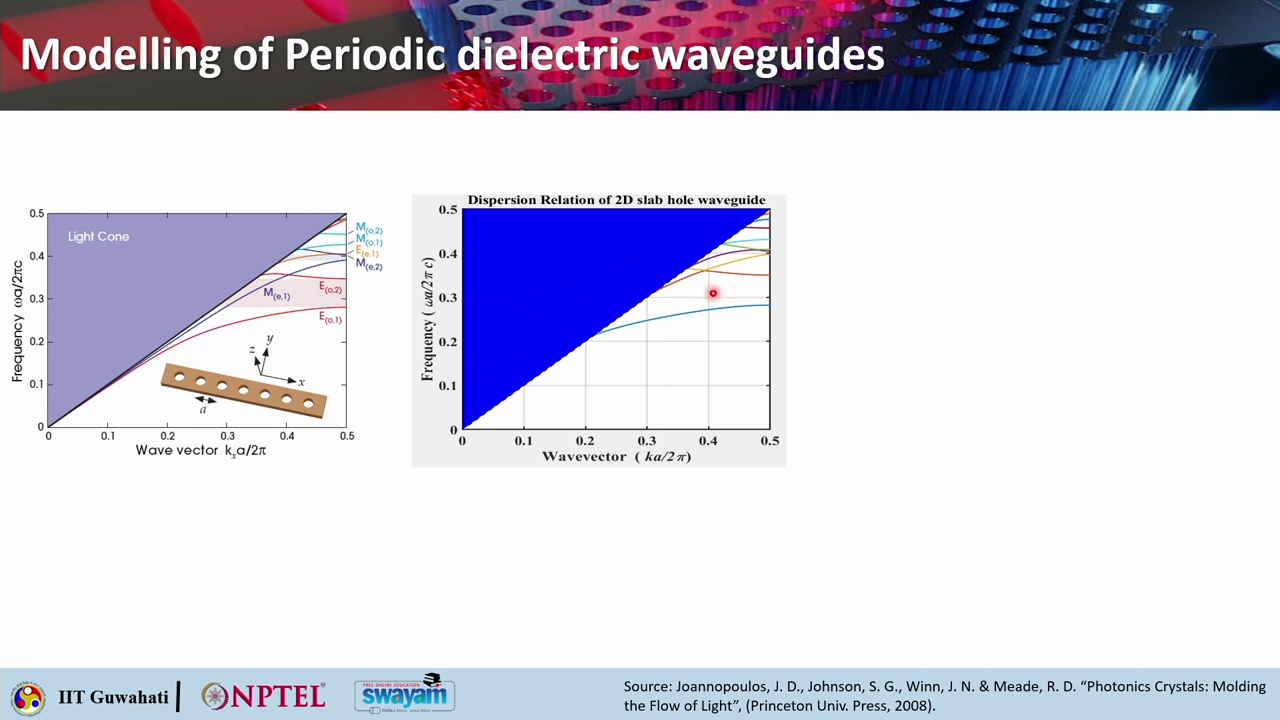 Modelling of Periodic dielectric waveguides
0.5
0.4
0.3
0.2
0.1
0
Frequency ωa/2πc
Light Cone
M(o,2)
M(o,1)
E(e,1)
M(e,2)
E(o,2)
M(e,1)
E(o,1)
y
z
x
a
0 0.1 0.2 0.3 0.4 0.5
Wave vector kxa/2π
Dispersion Relation of 2D slab hole waveguide
0.5
0.4
0.3
0.2
0.1
0
Frequency ( ωa/2π c)
0 0.1 0.2 0.3 0.4 0.5
Wavevector ( ka/2π)
IIT Guwahati
NPTEL
FREE ONLINE EDUCATION
swayam
Source: Joannopoulos, J. D., Johnson, S. G., Winn, J. N. & Meade, R. D. “Photonics Crystals: Molding
the Flow of Light”, (Princeton Univ. Press, 2008).